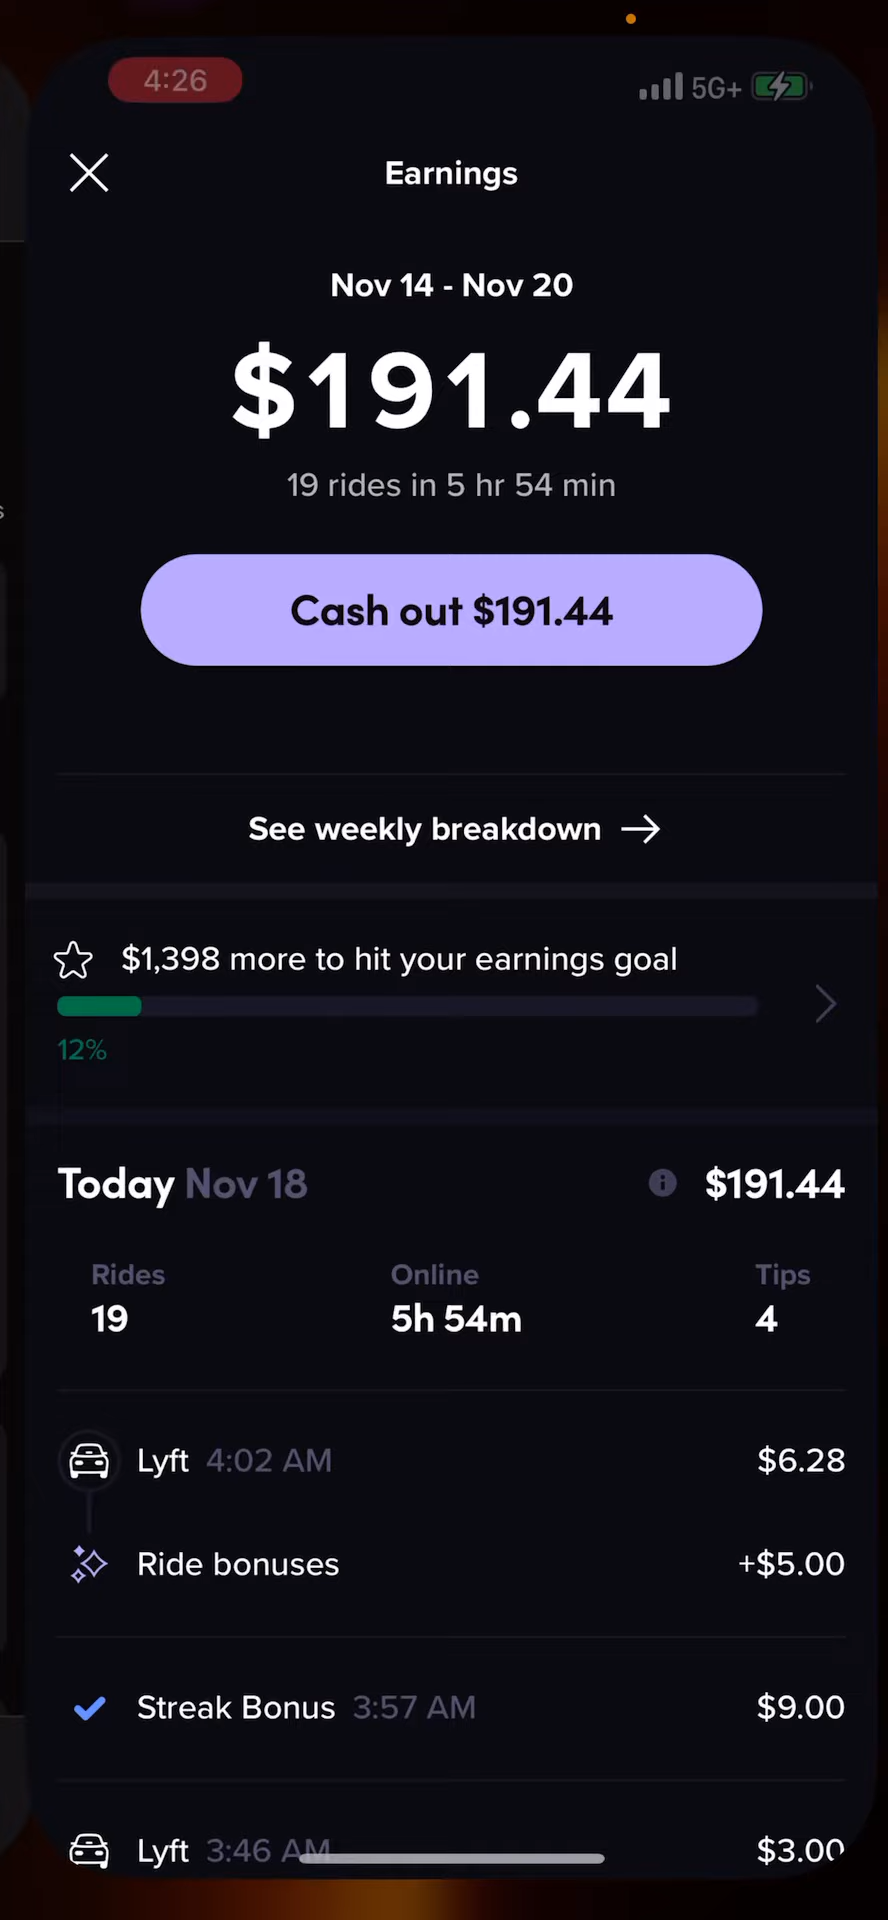 4:26
5G+
Earnings
Nov 14 - Nov 20
$191.44
19 rides in 5 hr 54 min
Cash out $191.44
See weekly breakdown →
$1,398 more to hit your earnings goal
12%
Today Nov 18 $191.44
Rides Online Tips
19 5h 54m 4
Lyft 4:02 AM $6.28
Ride bonuses +$5.00
Streak Bonus 3:57 AM $9.00
Lyft 3:46 AM $3.00